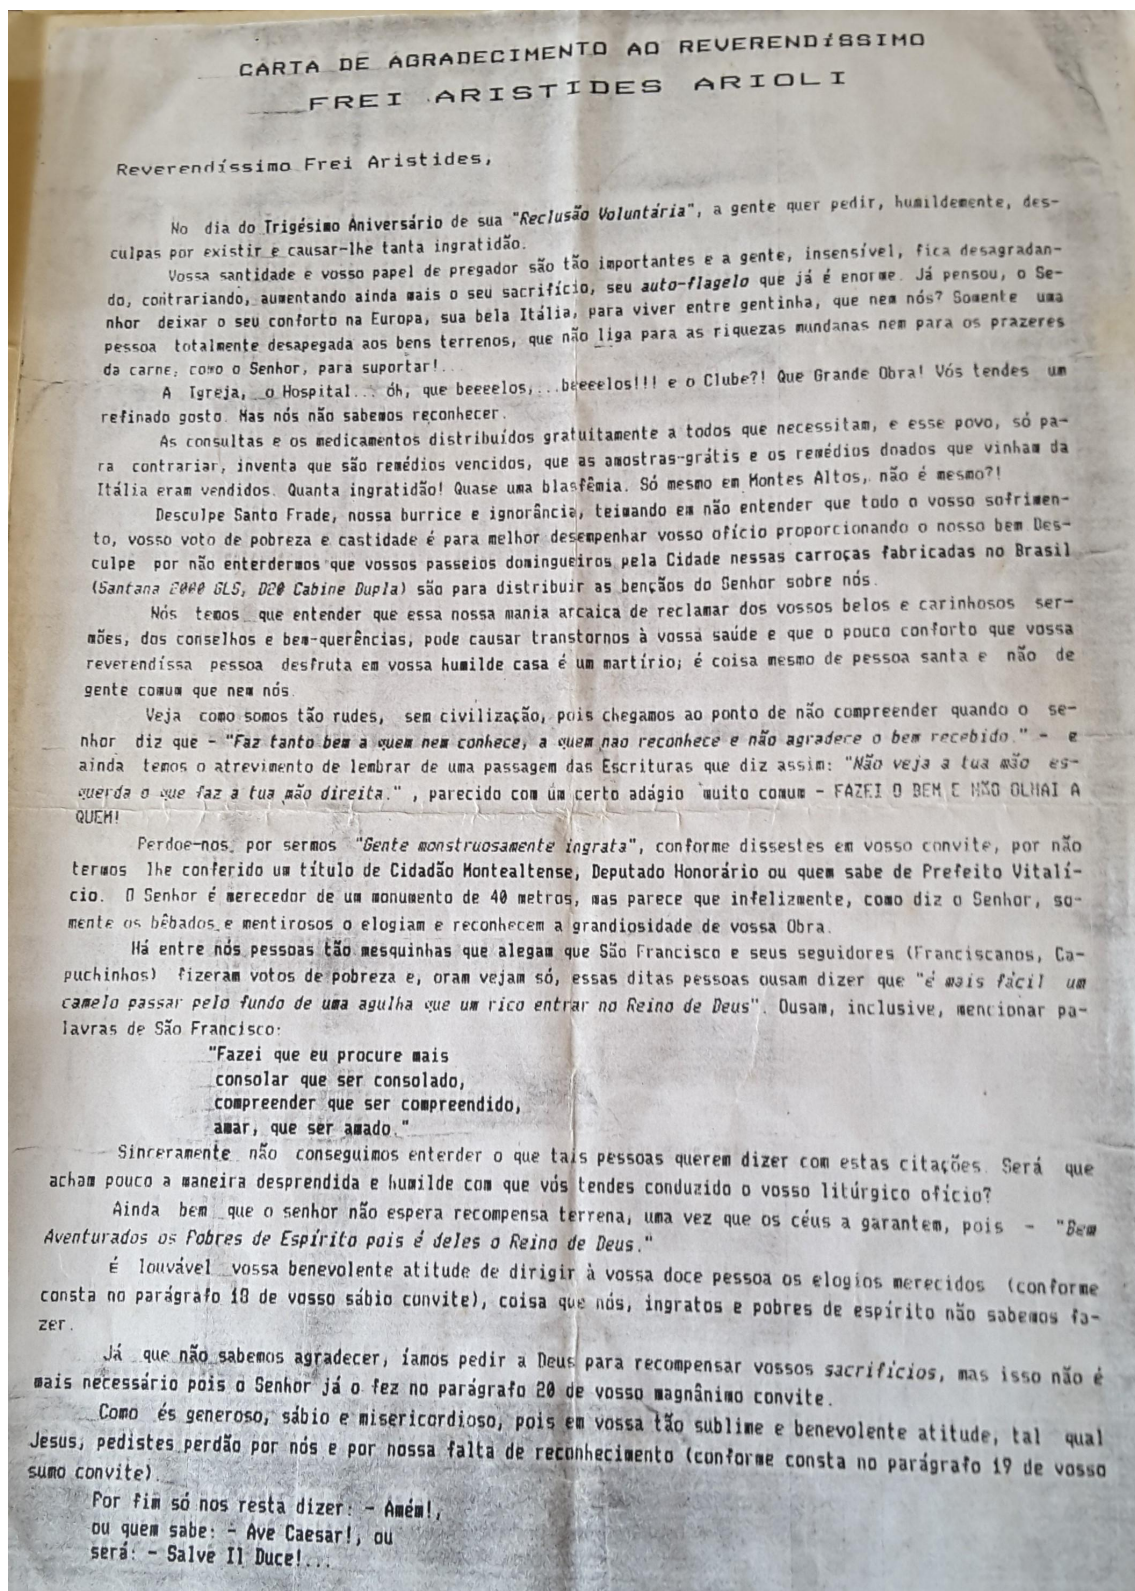 CARTA DE AGRADECIMENTO AO REVERENDÍSSIMO
FREI ARISTIDES ARIOLI
Reverendíssimo Frei Aristides,
No dia do Trigésimo Aniversário de sua "Reclusão Voluntária", a gente quer pedir, humildemente, des-
culpas por existir e causar-lhe tanta ingratidão.
Vossa santidade e vosso papel de pregador são tão importantes e a gente, insensível, fica desagradan-
do, contrariando, aumentando ainda mais o seu sacrifício, seu auto-flagelo que já é enorme. Já pensou, o Se-
nhor deixar o seu conforto na Europa, sua bela Itália, para viver entre gentinha, que nem nós? Somente uma
pessoa totalmente desapegada aos bens terrenos, que não liga para as riquezas mundanas nem para os prazeres
da carne, como o Senhor, para suportar!...
A Igreja, o Hospital... óh, que beeeelos,...beeeelos!!! e o Clube?! Que Grande Obra! Vós tendes um
refinado gosto. Mas nós não sabemos reconhecer.
As consultas e os medicamentos distribuídos gratuitamente a todos que necessitam, e esse povo, só pa-
ra contrariar, inventa que são remédios vencidos, que as amostras-grátis e os remédios doados que vinham da
Itália eram vendidos. Quanta ingratidão! Quase uma blasfêmia. Só mesmo em Montes Altos, não é mesmo?!
Desculpe Santo Frade, nossa burrice e ignorância, teimando em não entender que todo o vosso sofrimen-
to, vosso voto de pobreza e castidade é para melhor desempenhar vosso ofício proporcionando o nosso bem Des-
culpe por não enterdermos que vossos passeios domingueiros pela Cidade nessas carroças fabricadas no Brasil
(Santana 2000 GLS, D20 Cabine Dupla) são para distribuir as bençãos do Senhor sobre nós.
Nós temos que entender que essa nossa mania arcaica de reclamar dos vossos belos e carinhosos ser-
mões, dos conselhos e bem-querências, pode causar transtornos à vossa saúde e que o pouco conforto que vossa
reverendíssa pessoa desfruta em vossa humilde casa é um martírio; é coisa mesmo de pessoa santa e não de
gente comum que nem nós.
Veja como somos tão rudes, sem civilização, pois chegamos ao ponto de não compreender quando o se-
nhor diz que - "Faz tanto bem a quem nem conhece, a quem nao reconhece e não agradece o bem recebido." - e
ainda temos o atrevimento de lembrar de uma passagem das Escrituras que diz assim: "Não veja a tua mão es-
querda o que faz a tua mão direita.", parecido com um certo adágio muito comum - FAZEI O BEM E NÃO OLHAI A
QUEM!
Perdoe-nos, por sermos "Gente monstruosamente ingrata", conforme dissestes em vosso convite, por não
termos lhe conferido um título de Cidadão Montealtense, Deputado Honorário ou quem sabe de Prefeito Vitalí-
cio. O Senhor é merecedor de um monumento de 40 metros, mas parece que infelizmente, como diz o Senhor, so-
mente os bêbados e mentirosos o elogiam e reconhecem a grandiosidade de vossa Obra.
Há entre nós pessoas tão mesquinhas que alegam que São Francisco e seus seguidores (Franciscanos, Ca-
puchinhos) fizeram votos de pobreza e, oram vejam só, essas ditas pessoas ousam dizer que "é mais fácil um
camelo passar pelo fundo de uma agulha que um rico entrar no Reino de Deus". Ousam, inclusive, mencionar pa-
lavras de São Francisco:
"Fazei que eu procure mais
consolar que ser consolado,
compreender que ser compreendido,
amar, que ser amado."
Sinceramente não conseguimos enterder o que tais pessoas querem dizer com estas citações. Será que
acham pouco a maneira desprendida e humilde com que vós tendes conduzido o vosso litúrgico ofício?
Ainda bem que o senhor não espera recompensa terrena, uma vez que os céus a garantem, pois - "Bem
Aventurados os Pobres de Espírito pois é deles o Reino de Deus."
É louvável vossa benevolente atitude de dirigir à vossa doce pessoa os elogios merecidos (conforme
consta no parágrafo 18 de vosso sábio convite), coisa que nós, ingratos e pobres de espírito não sabemos fa-
zer.
Já que não sabemos agradecer, íamos pedir a Deus para recompensar vossos sacrifícios, mas isso não é
mais necessário pois o Senhor já o fez no parágrafo 20 de vosso magnânimo convite.
Como és generoso, sábio e misericordioso, pois em vossa tão sublime e benevolente atitude, tal qual
Jesus, pedistes perdão por nós e por nossa falta de reconhecimento (conforme consta no parágrafo 19 de vosso
sumo convite).
Por fim só nos resta dizer: - Amém!,
ou quem sabe: - Ave Caesar!, ou
será: - Salve Il Duce!...